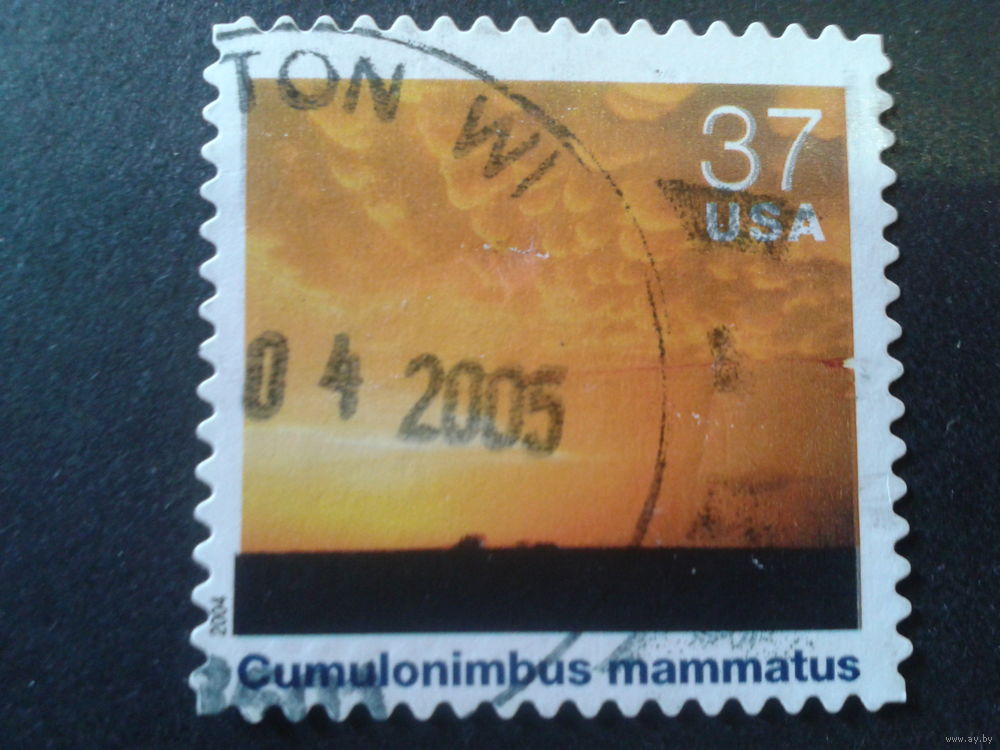 TON WI
37
USA
04 2005
2004
Cumulonimbus mammatus
www.ay.by